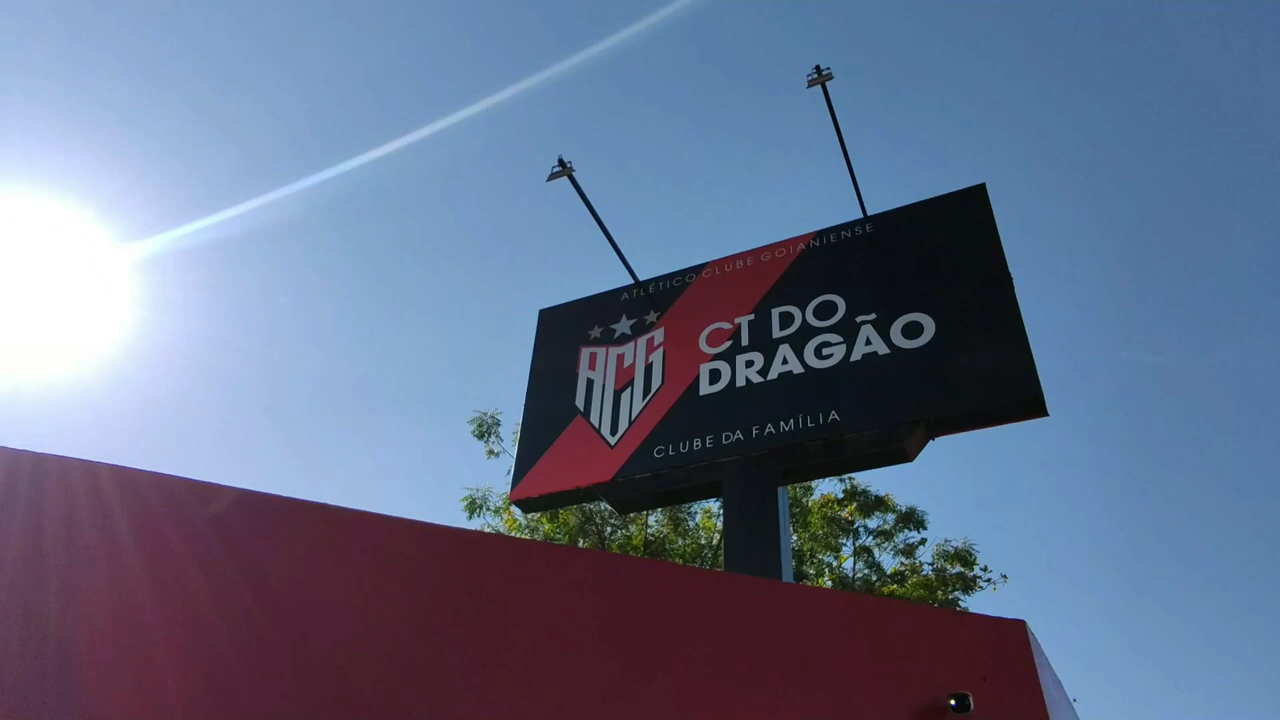 ATLÉTICO CLUBE GOIANIENSE
ACG
CT DO
DRAGÃO
CLUBE DA FAMÍLIA